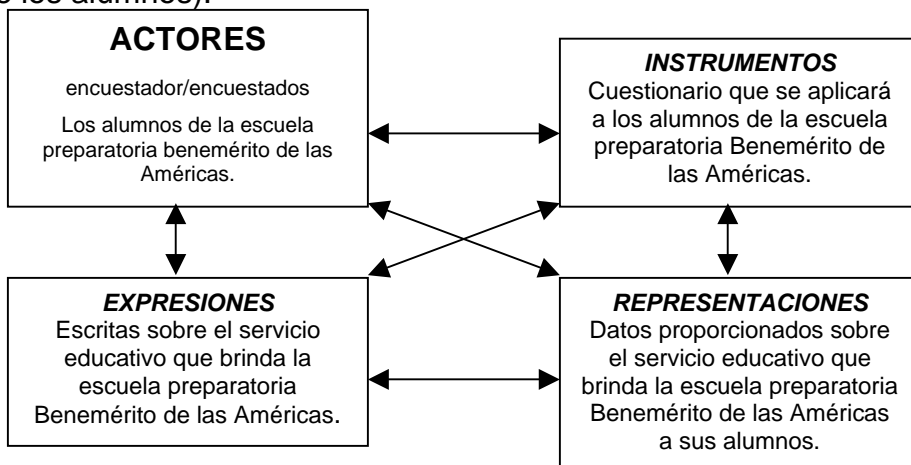 los alumnos).
ACTORES
encuestador/encuestados
Los alumnos de la escuela
preparatoria benemérito de las
Américas.
INSTRUMENTOS
Cuestionario que se aplicará
a los alumnos de la escuela
preparatoria Benemérito de
las Américas.
EXPRESIONES
Escritas sobre el servicio
educativo que brinda la
escuela preparatoria
Benemérito de las Américas.
REPRESENTACIONES
Datos proporcionados sobre
el servicio educativo que
brinda la escuela preparatoria
Benemérito de las Américas
a sus alumnos.